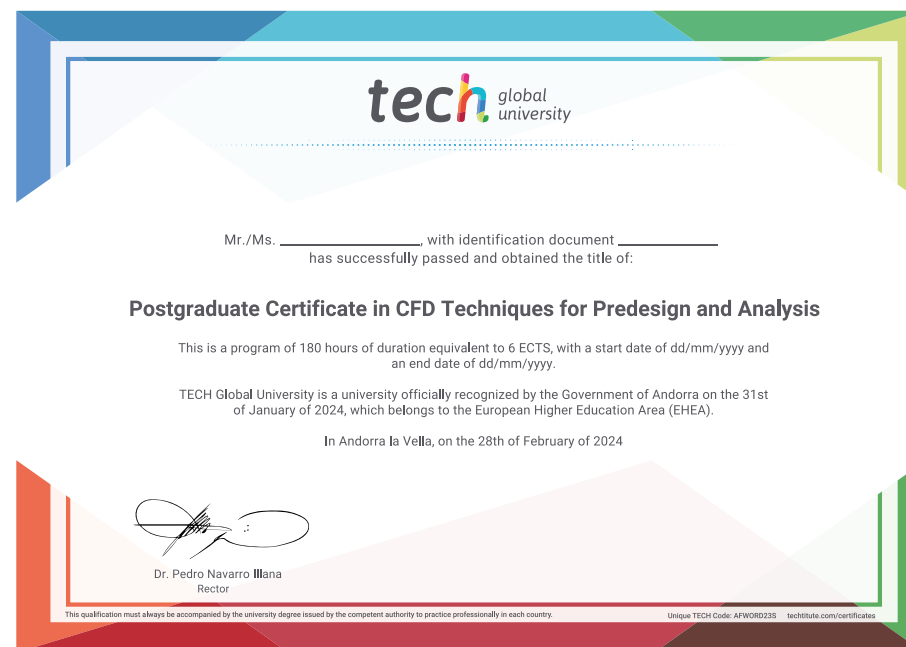 tech global university
Mr./Ms. ____________, with identification document ____________
has successfully passed and obtained the title of:
Postgraduate Certificate in CFD Techniques for Predesign and Analysis
This is a program of 180 hours of duration equivalent to 6 ECTS, with a start date of dd/mm/yyyy and
an end date of dd/mm/yyyy.
TECH Global University is a university officially recognized by the Government of Andorra on the 31st
of January of 2024, which belongs to the European Higher Education Area (EHEA).
In Andorra la Vella, on the 28th of February of 2024
Dr. Pedro Navarro Illana
Rector
This qualification must always be accompanied by the university degree issued by the competent authority to practice professionally in each country.
Unique TECH Code: AFWORD23S techtitute.com/certificates